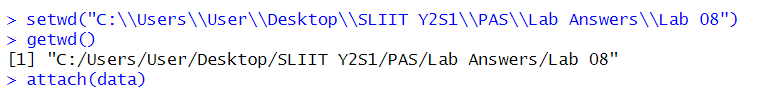 > setwd("C:\\Users\\User\\Desktop\\SLIIT Y2S1\\PAS\\Lab Answers\\Lab 08")
> getwd()
[1] "C:/Users/User/Desktop/SLIIT Y2S1/PAS/Lab Answers/Lab 08"
> attach(data)